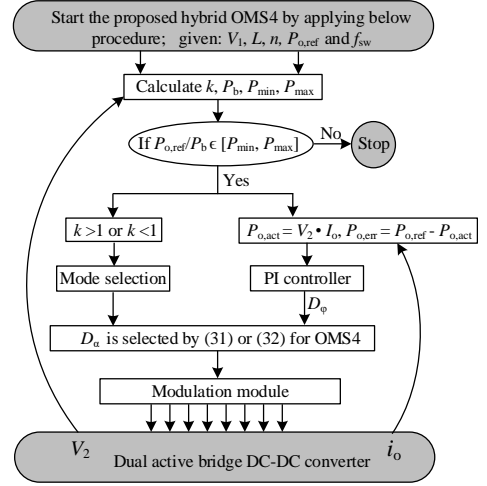 Start the proposed hybrid OMS4 by applying below
procedure; given: V1, L, n, Po,ref and fsw
Calculate k, Pb, Pmin, Pmax
If Po,ref/Pb ϵ [Pmin, Pmax]
No
Stop
Yes
k >1 or k <1
Po,act = V2 • Io, Po,err = Po,ref - Po,act
Mode selection
PI controller
Dφ
Dα is selected by (31) or (32) for OMS4
Modulation module
V2
io
Dual active bridge DC-DC converter